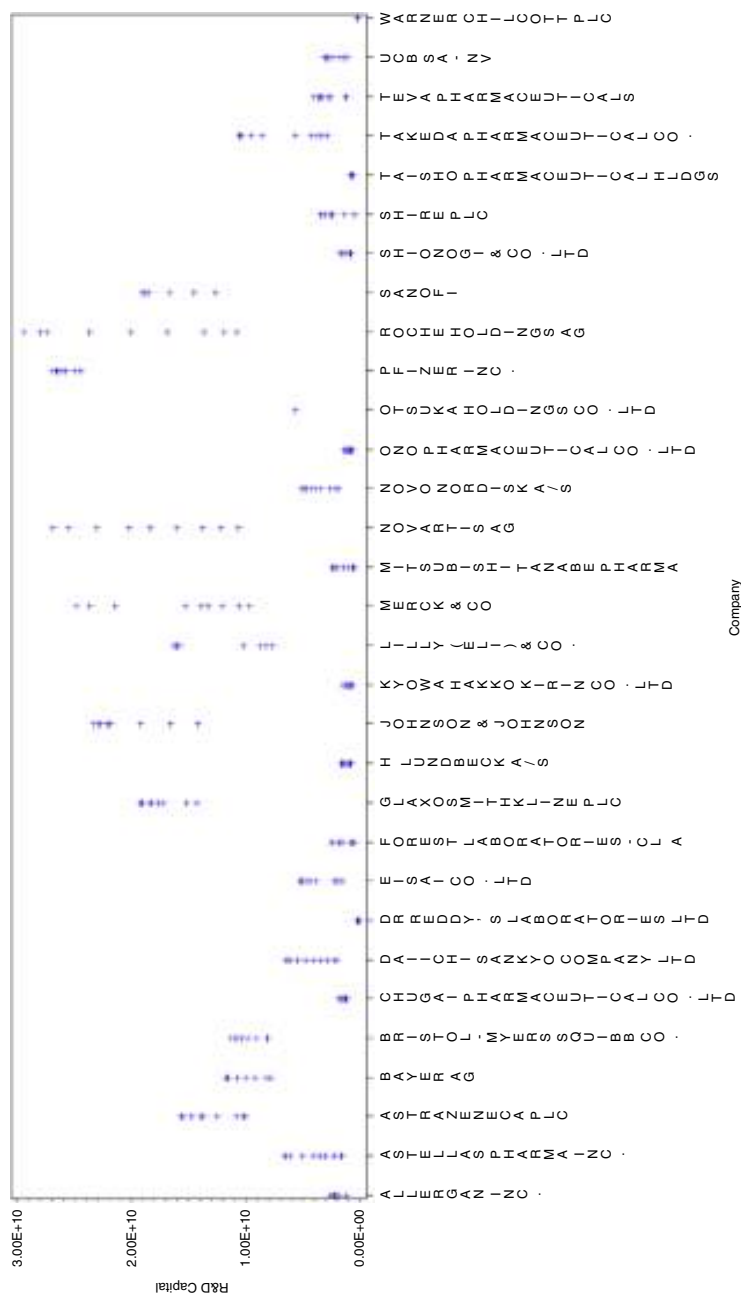 R&D Capital
3.00E+10
2.00E+10
1.00E+10
0.00E+00
ALLERGAN INC.
ASTELLAS PHARMA INC.
ASTRAZENECA PLC
BAYER AG
BRISTOL-MYERS SQUIBB CO.
CHUGAI PHARMACEUTICAL CO. LTD
DAIICHI SANKYO COMPANY LTD
DR REDDY'S LABORATORIES LTD
EISAI CO. LTD
FOREST LABORATORIES -CL A
GLAXOSMITHKLINE PLC
H LUNDBECK A/S
JOHNSON & JOHNSON
KYOWA HAKKO KIRIN CO. LTD
LILLY (ELI) & CO.
MERCK & CO
MITSUBISHI TANABE PHARMA
NOVARTIS AG
NOVO NORDISK A/S
ONO PHARMACEUTICAL CO. LTD
OTSUKA HOLDINGS CO. LTD
PFIZER INC.
ROCHE HOLDINGS AG
SANOFI
SHIONOGI & CO. LTD
SHIRE PLC
TAISHO PHARMACEUTICAL HLDGS
TAKEDA PHARMACEUTICAL CO.
TEVA PHARMACEUTICALS
UCB SA-NV
WARNER CHILCOTT PLC
Company